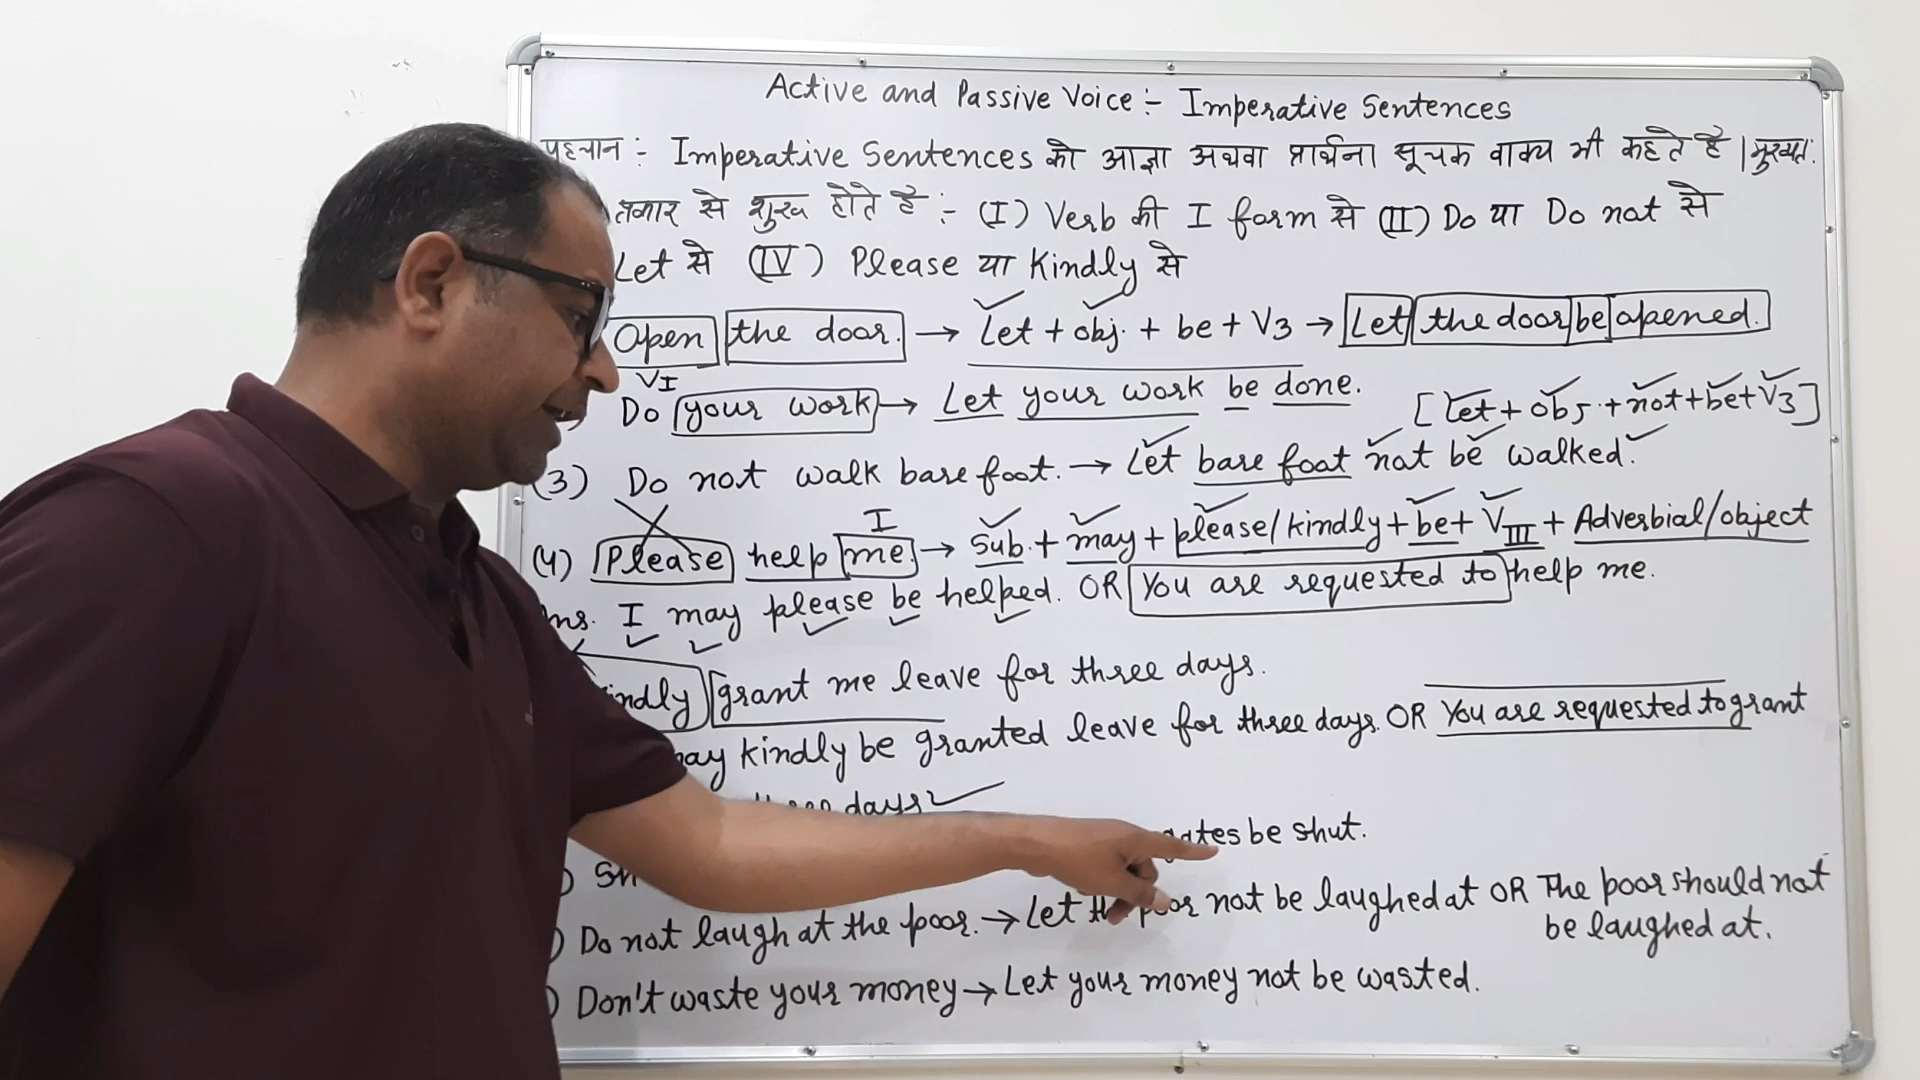 Active and Passive Voice :- Imperative Sentences
पहचान :- Imperative Sentences को आज्ञा अथवा प्रार्थना सूचक वाक्य भी कहते है | मुख्यत:
से शुरु होते है :- (I) Verb की I form से (II) Do या Do not से
Let से (IV) Please या Kindly से
Open the door. → Let + obj. + be + V3 → Let the door be opened.
VI
Do your work → Let your work be done. [Let + obj. + not + be + V3]
(3) Do not walk bare foot. → Let bare foot not be walked.
I
(4) Please help me. → Sub. + may + please/kindly + be + VIII + Adverbial/object
I may please be helped. OR You are requested to help me.
grant me leave for three days.
kindly be granted leave for three days. OR You are requested to grant
days
be shut.
Do not laugh at the poor. → Let not be laughed at OR The poor should not
be laughed at.
Don't waste your money → Let your money not be wasted.